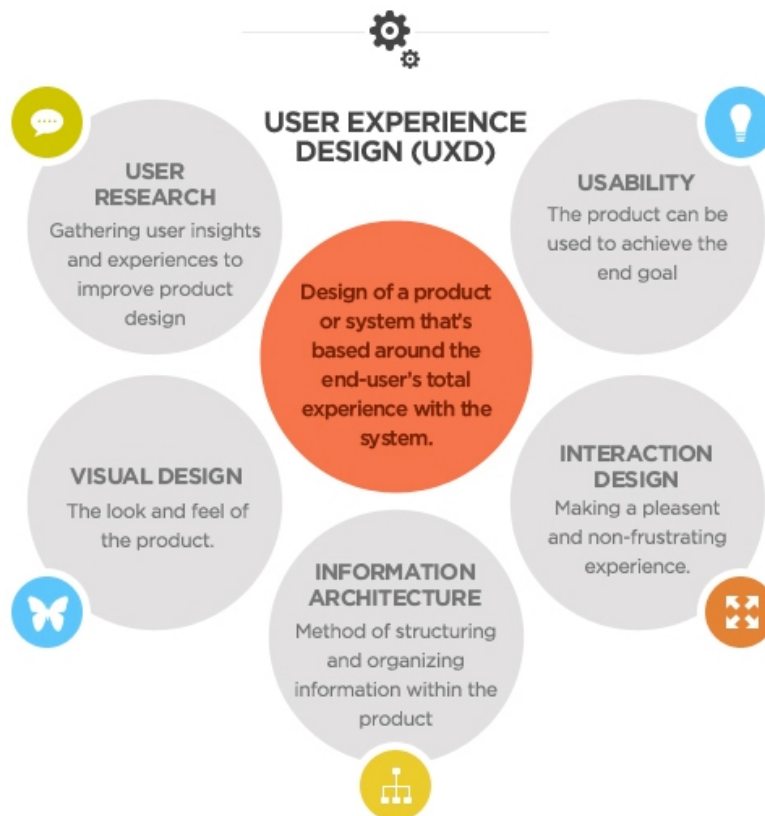 USER EXPERIENCE
DESIGN (UXD)
USER
RESEARCH
Gathering user insights
and experiences to
improve product
design
USABILITY
The product can be
used to achieve the
end goal
Design of a product
or system that's
based around the
end-user's total
experience with the
system.
VISUAL DESIGN
The look and feel of
the product.
INTERACTION
DESIGN
Making a pleasent
and non-frustrating
experience.
INFORMATION
ARCHITECTURE
Method of structuring
and organizing
information within the
product